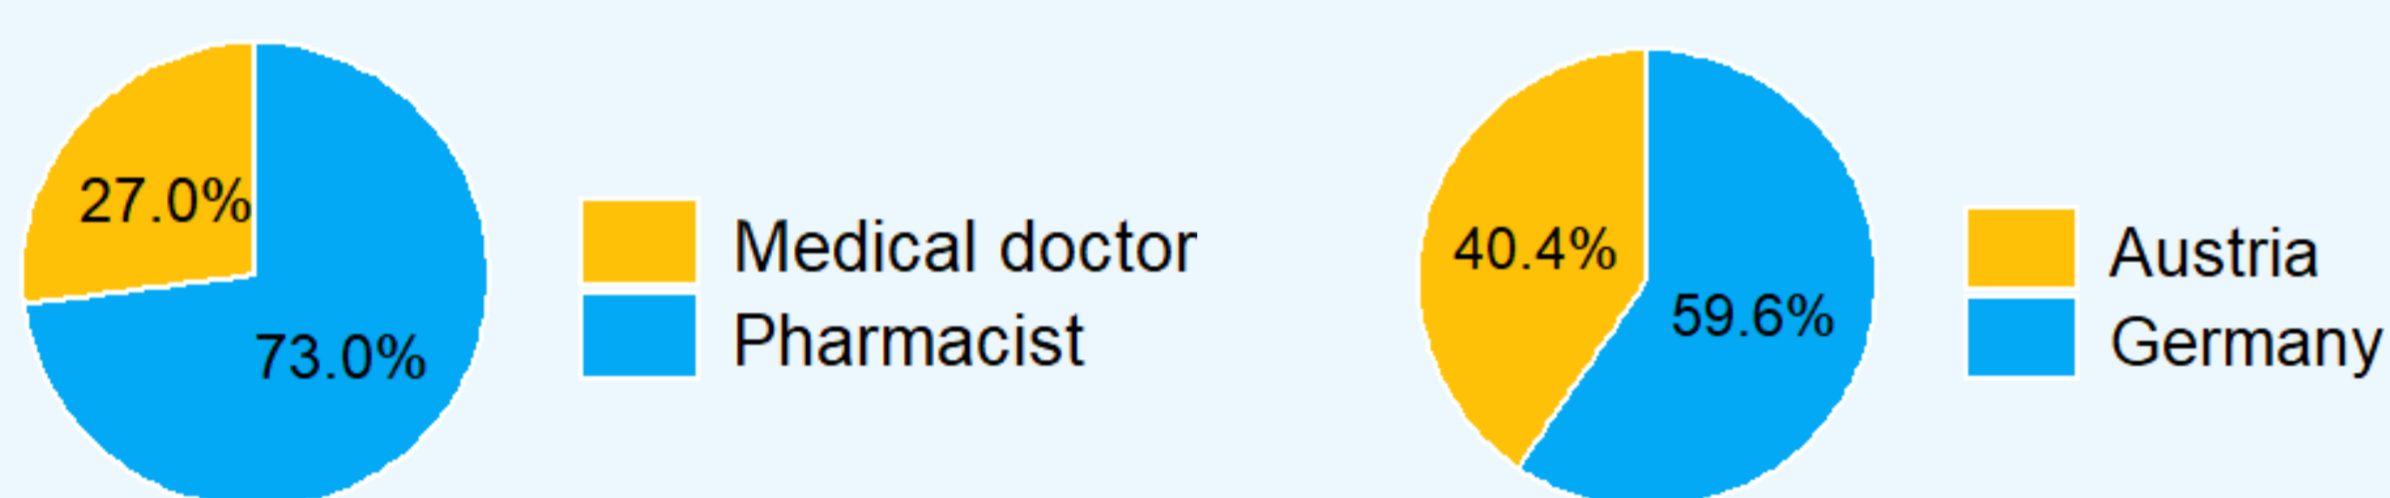 27.0%
73.0%
Medical doctor
Pharmacist
40.4%
59.6%
Austria
Germany